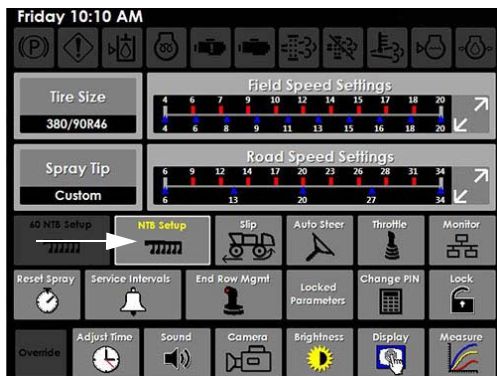 Friday 10:10 AM
(P)
Tire Size
380/90R46
Field Speed Settings
4 6 7 9 10 12 14 15 17 18 20
4 6 8 9 11 13 15 16 18 20
Spray Tip
Custom
Road Speed Settings
6 9 12 14 17 20 23 26 28 31 34
6 13 20 27 34
60 NTB Setup
NTB Setup
Slip
Auto Steer
Throttle
Monitor
Reset Spray
Service Intervals
End Row Mgmt
Locked
Parameters
Change PIN
Lock
Override
Adjust Time
Sound
Camera
Brightness
Display
Measure